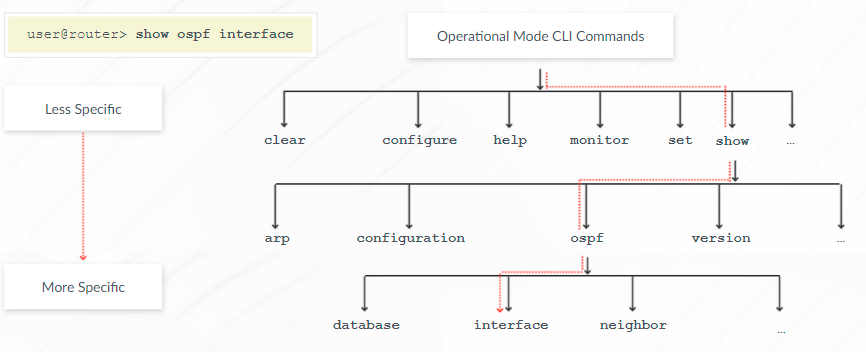 user@router> show ospf interface
Operational Mode CLI Commands
Less Specific
clear configure help monitor set show ...
arp configuration ospf version ...
More Specific
database interface neighbor ...